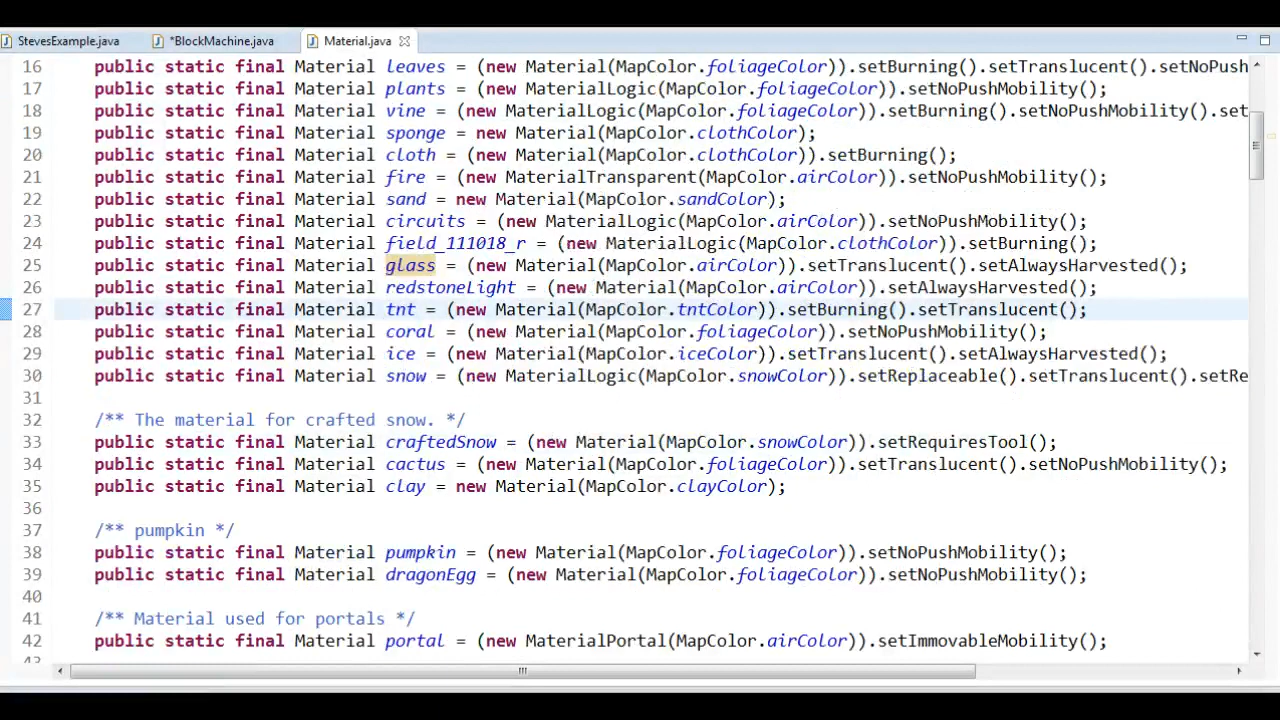 StevesExample.java *BlockMachine.java Material.java
16 public static final Material leaves = (new Material(MapColor.foliageColor)).setBurning().setTranslucent().setNoPush
17 public static final Material plants = (new MaterialLogic(MapColor.foliageColor)).setNoPushMobility();
18 public static final Material vine = (new MaterialLogic(MapColor.foliageColor)).setBurning().setNoPushMobility().set
19 public static final Material sponge = new Material(MapColor.clothColor);
20 public static final Material cloth = (new Material(MapColor.clothColor)).setBurning();
21 public static final Material fire = (new MaterialTransparent(MapColor.airColor)).setNoPushMobility();
22 public static final Material sand = new Material(MapColor.sandColor);
23 public static final Material circuits = (new MaterialLogic(MapColor.airColor)).setNoPushMobility();
24 public static final Material field_111018_r = (new MaterialLogic(MapColor.clothColor)).setBurning();
25 public static final Material glass = (new Material(MapColor.airColor)).setTranslucent().setAlwaysHarvested();
26 public static final Material redstoneLight = (new Material(MapColor.airColor)).setAlwaysHarvested();
27 public static final Material tnt = (new Material(MapColor.tntColor)).setBurning().setTranslucent();
28 public static final Material coral = (new Material(MapColor.foliageColor)).setNoPushMobility();
29 public static final Material ice = (new Material(MapColor.iceColor)).setTranslucent().setAlwaysHarvested();
30 public static final Material snow = (new MaterialLogic(MapColor.snowColor)).setReplaceable().setTranslucent().setRe
31
32 /** The material for crafted snow. */
33 public static final Material craftedSnow = (new Material(MapColor.snowColor)).setRequiresTool();
34 public static final Material cactus = (new Material(MapColor.foliageColor)).setTranslucent().setNoPushMobility();
35 public static final Material clay = new Material(MapColor.clayColor);
36
37 /** pumpkin */
38 public static final Material pumpkin = (new Material(MapColor.foliageColor)).setNoPushMobility();
39 public static final Material dragonEgg = (new Material(MapColor.foliageColor)).setNoPushMobility();
40
41 /** Material used for portals */
42 public static final Material portal = (new MaterialPortal(MapColor.airColor)).setImmovableMobility();
43